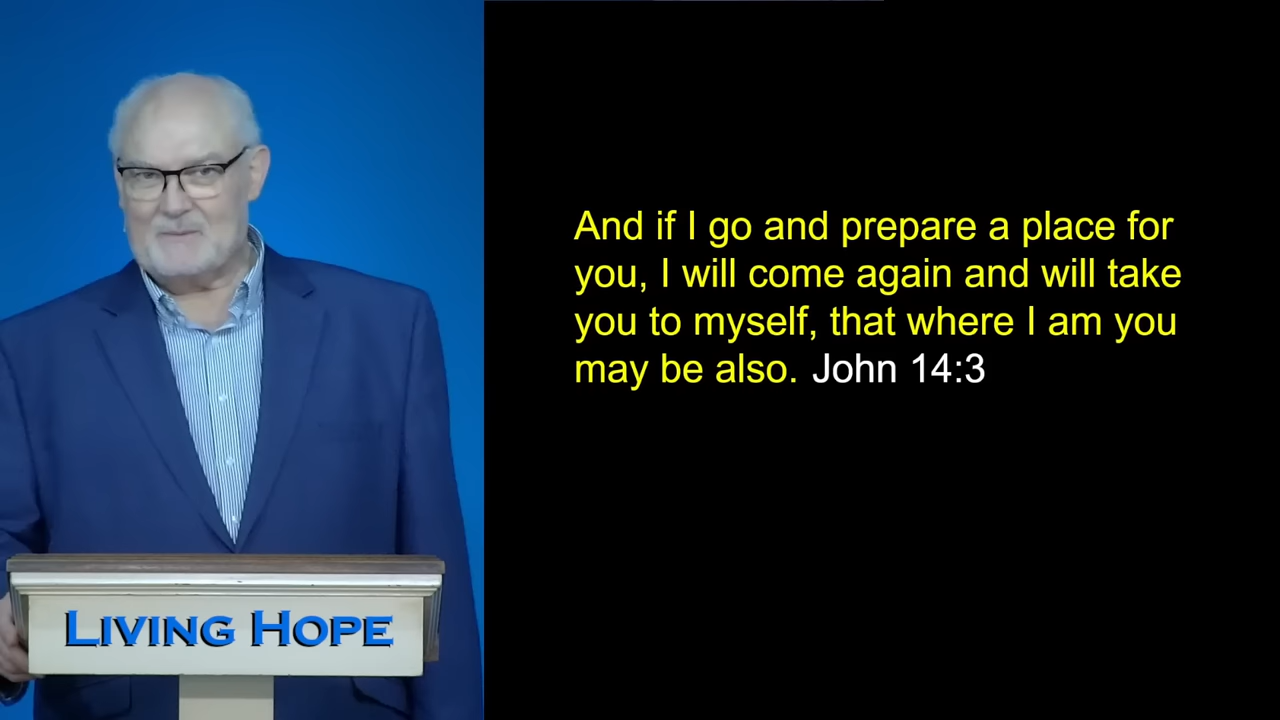 And if I go and prepare a place for
you, I will come again and will take
you to myself, that where I am you
may be also. John 14:3
LIVING HOPE